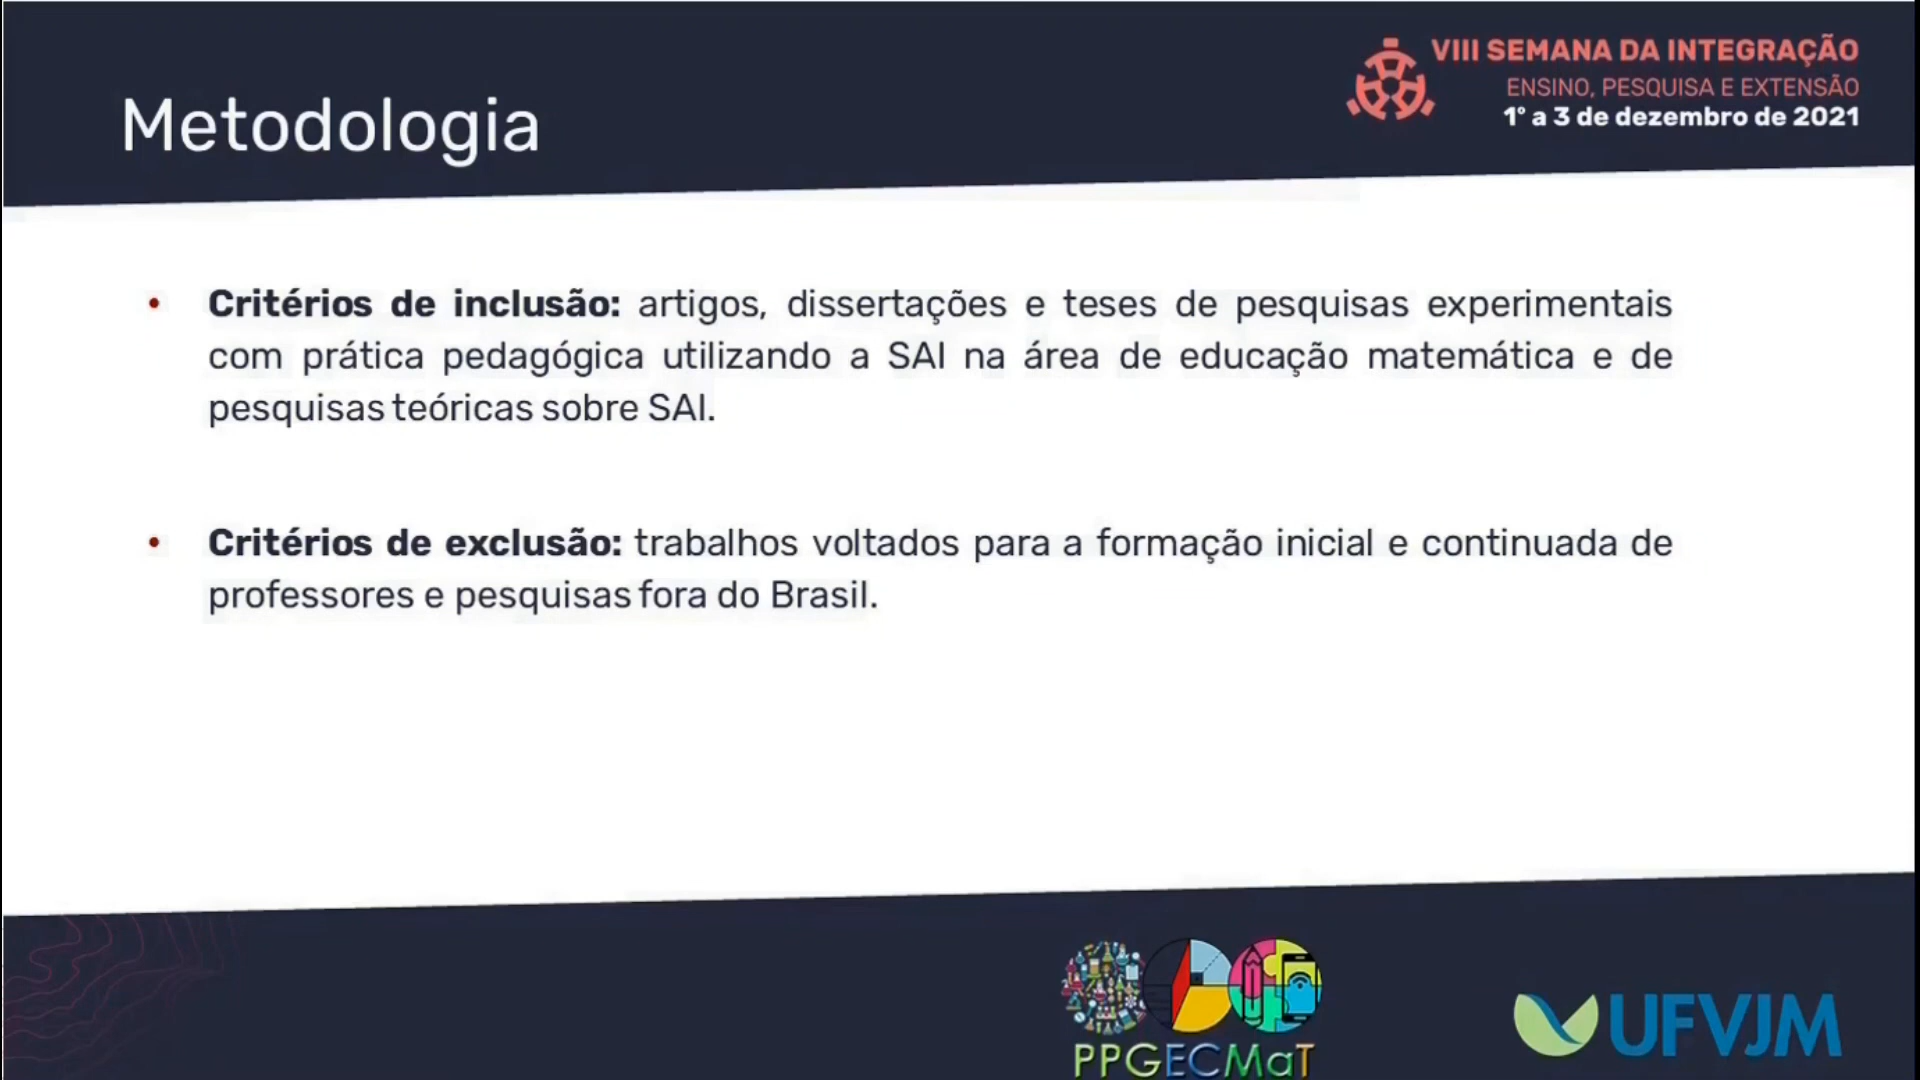 VIII SEMANA DA INTEGRAÇÃO
ENSINO, PESQUISA E EXTENSÃO
1° a 3 de dezembro de 2021
Metodologia
• Critérios de inclusão: artigos, dissertações e teses de pesquisas experimentais
com prática pedagógica utilizando a SAI na área de educação matemática e de
pesquisas teóricas sobre SAI.
• Critérios de exclusão: trabalhos voltados para a formação inicial e continuada de
professores e pesquisas fora do Brasil.
PPGECMaT
UFVJM